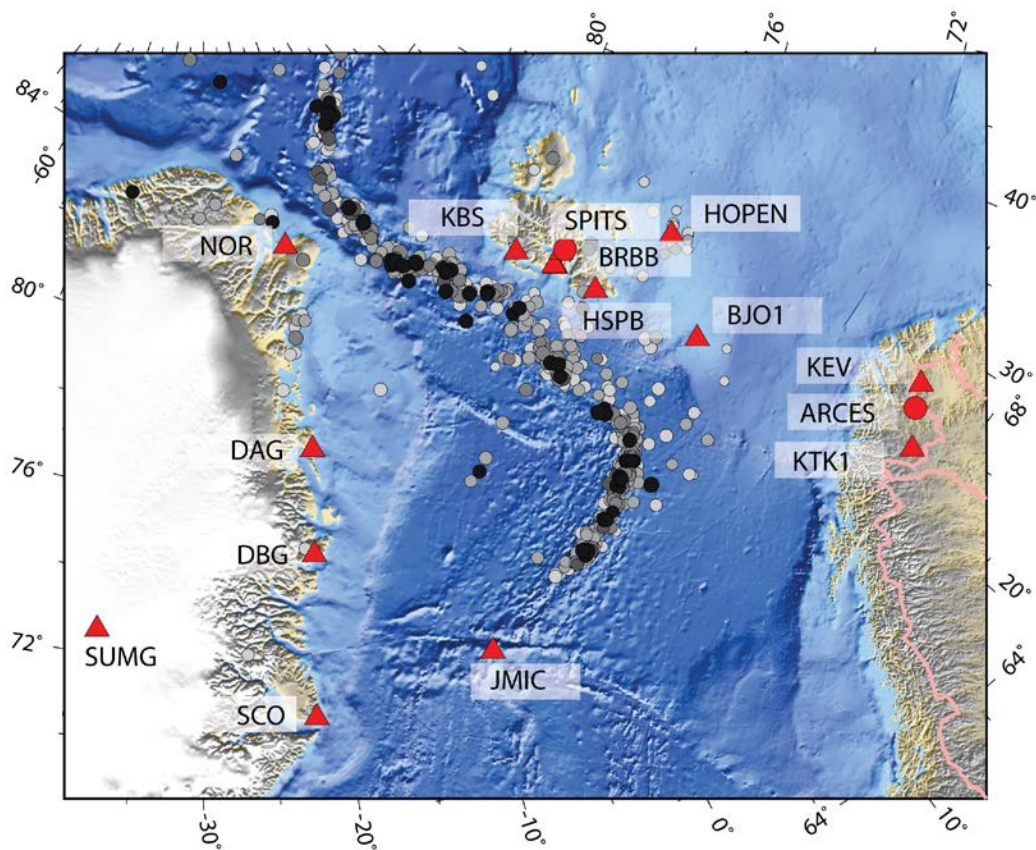 80°
76°
72°
84°
-60°
40°
KBS
SPITS
HOPEN
NOR
BRBB
80°
HSPB
BJO1
KEV
30°
68°
ARCES
DAG
KTK1
76°
DBG
20°
72°
SUMG
JMIC
64°
SCO
-30°
-20°
-10°
0°
64°
10°